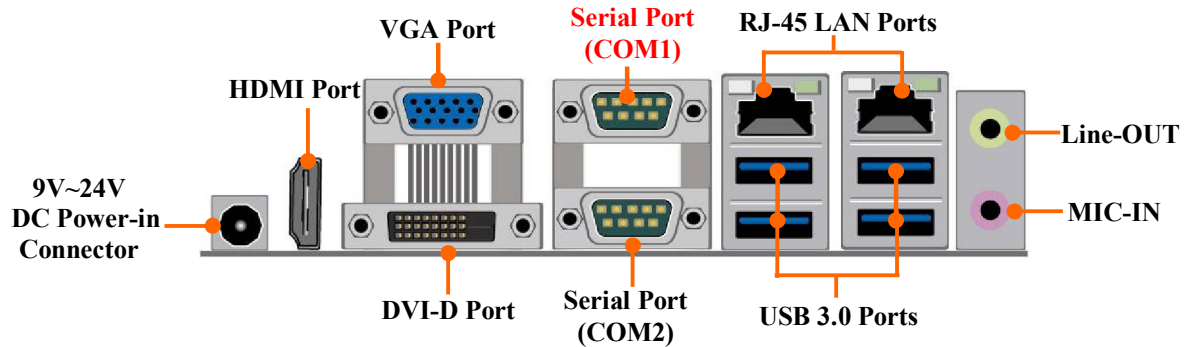 VGA Port
Serial Port
(COM1)
RJ-45 LAN Ports
HDMI Port
Line-OUT
9V~24V
DC Power-in
Connector
MIC-IN
DVI-D Port
Serial Port
(COM2)
USB 3.0 Ports